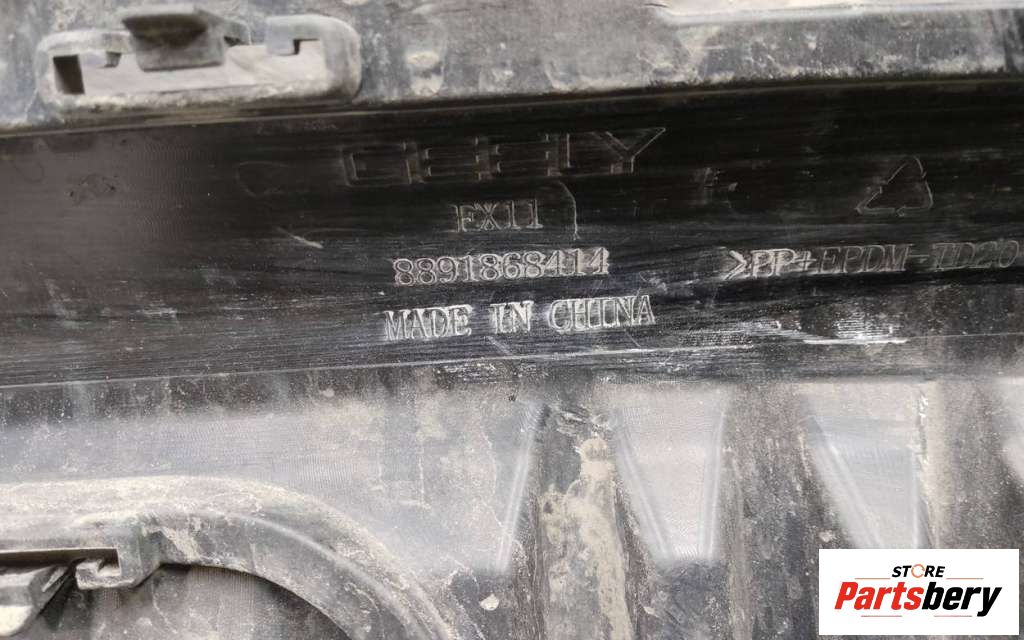 GEELY
FX11
8891868414
>PP+EPDM-TD20
MADE IN CHINA
STORE
Partsbery